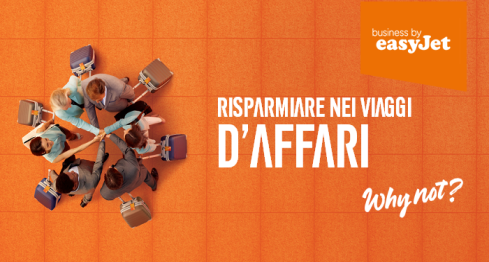 business by
easyJet
RISPARMIARE NEI VIAGGI
D'AFFARI
Why not?